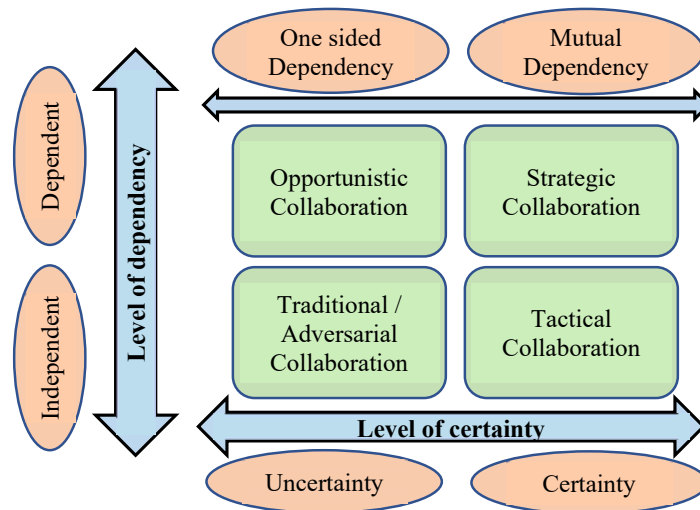 One sided
Dependency
Mutual
Dependency
Dependent
Level of dependency
Independent
Opportunistic
Collaboration
Strategic
Collaboration
Traditional /
Adversarial
Collaboration
Tactical
Collaboration
Level of certainty
Uncertainty
Certainty